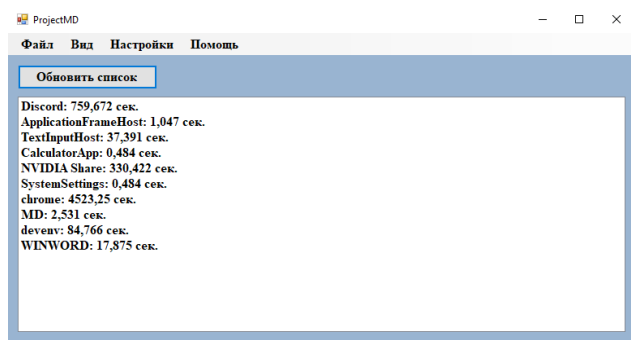 ProjectMD
Файл Вид Настройки Помощь
Обновить список
Discord: 759,672 сек.
ApplicationFrameHost: 1,047 сек.
TextInputHost: 37,391 сек.
CalculatorApp: 0,484 сек.
NVIDIA Share: 330,422 сек.
SystemSettings: 0,484 сек.
chrome: 4523,25 сек.
MD: 2,531 сек.
devenv: 84,766 сек.
WINWORD: 17,875 сек.